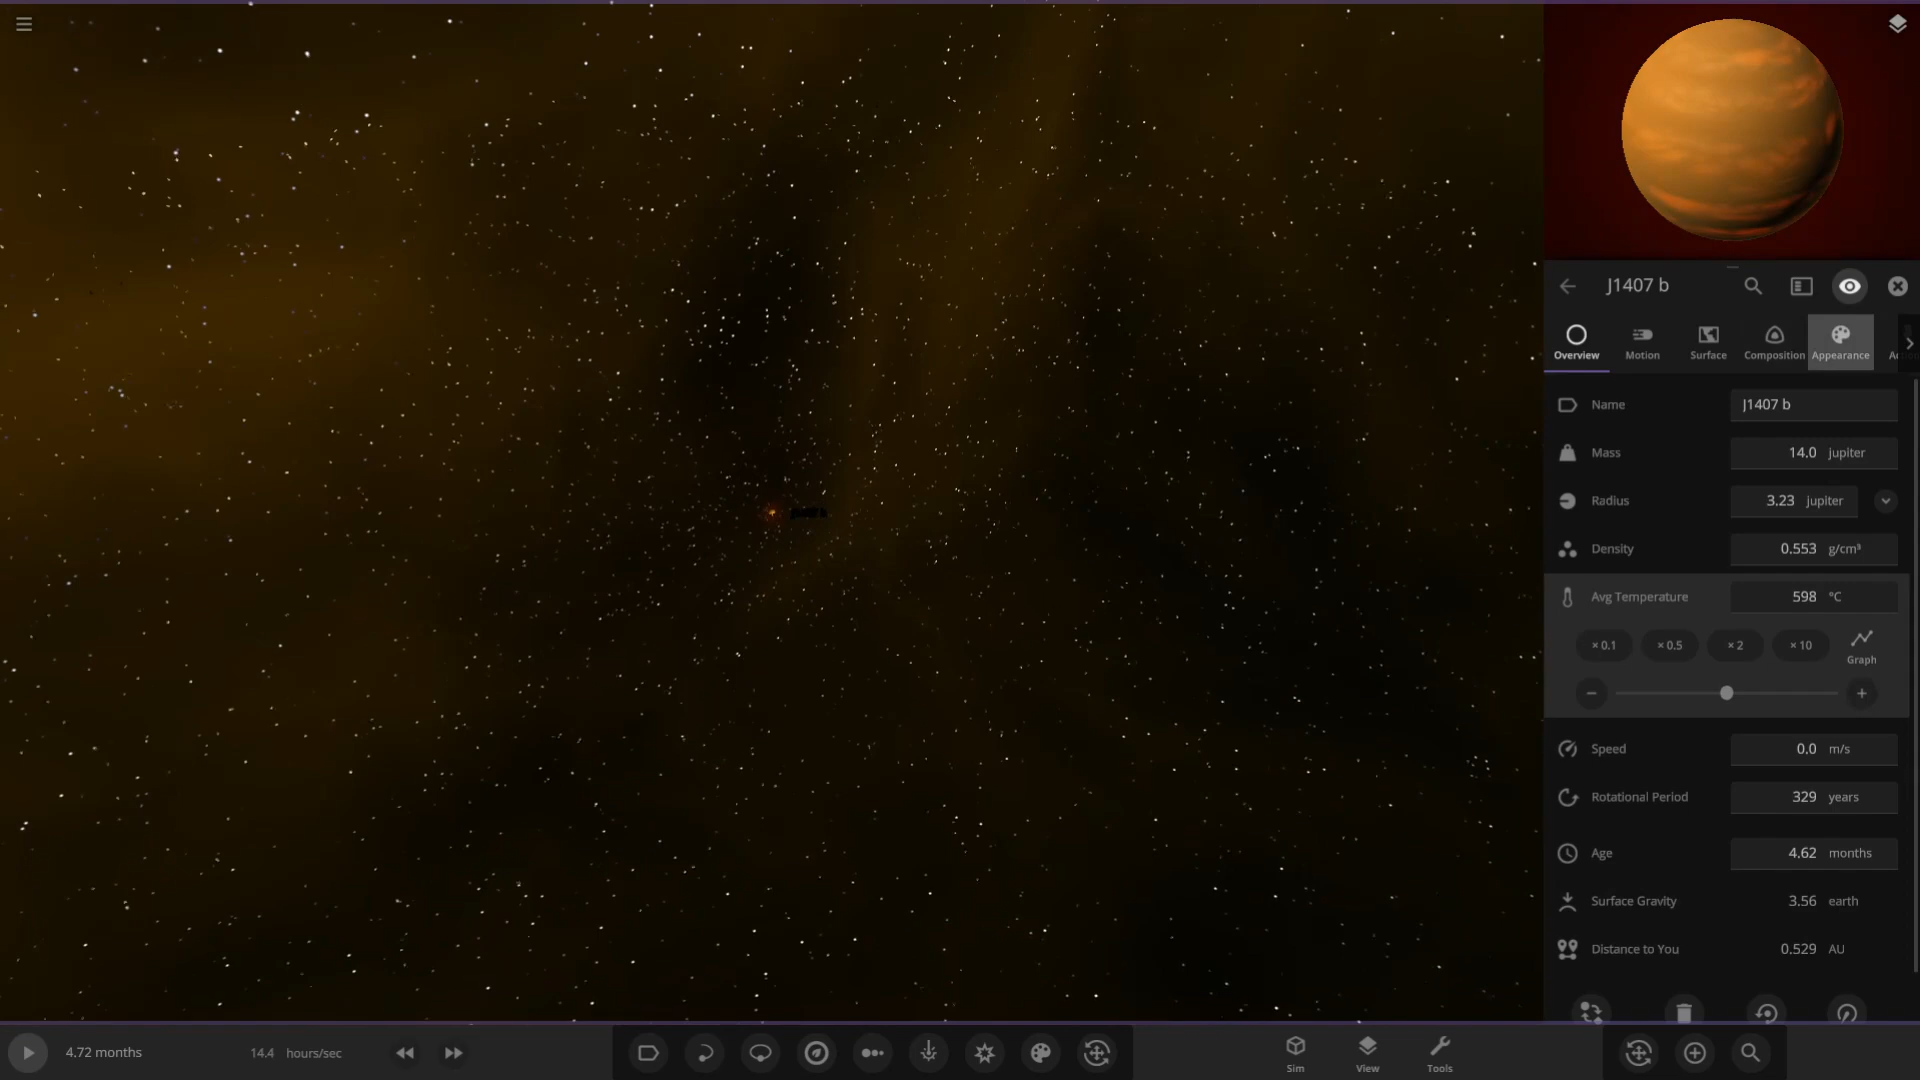 J1407 b
Overview
Motion
Surface
Composition
Appearance
Name
J1407 b
Mass
14.0 jupiter
Radius
3.23 jupiter
Density
0.553 g/cm³
Avg Temperature
598 °C
× 0.1
× 0.5
× 2
× 10
Graph
Speed
0.0 m/s
Rotational Period
329 years
Age
4.62 months
Surface Gravity
3.56 earth
Distance to You
0.529 AU
4.72 months
14.4 hours/sec
Sim
View
Tools